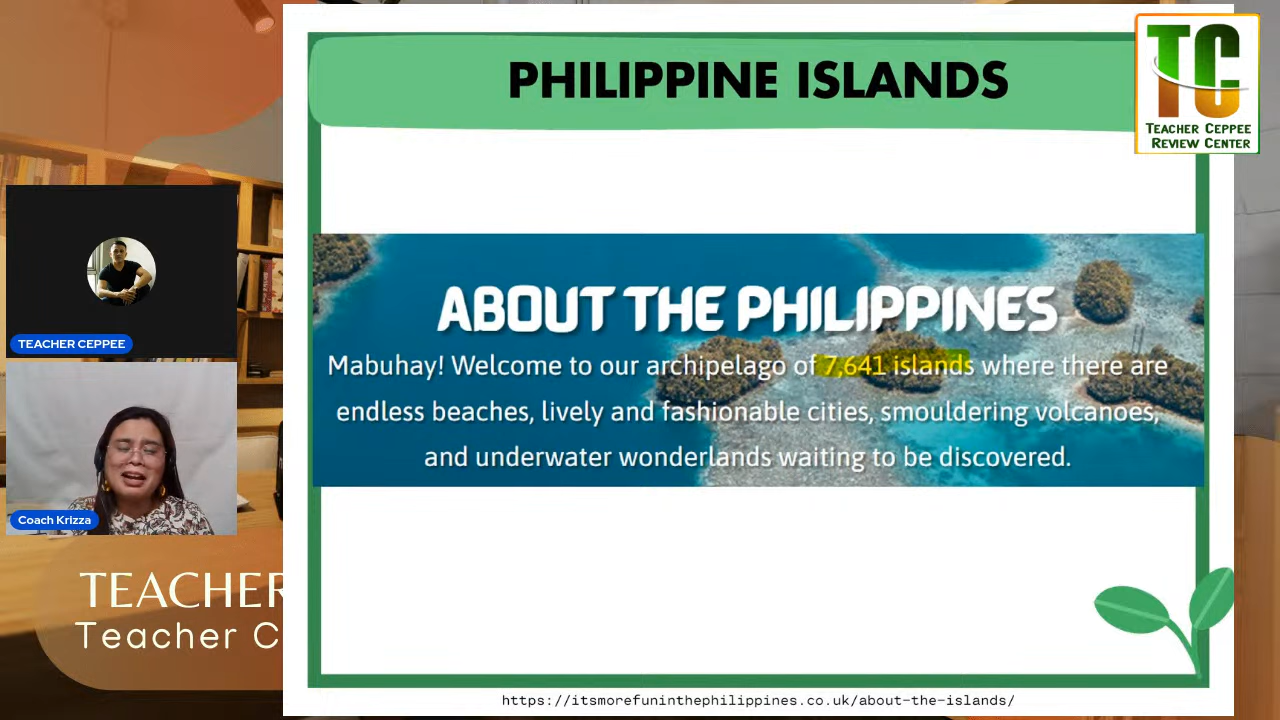 PHILIPPINE ISLANDS
TC
TEACHER CEPPEE
REVIEW CENTER
ABOUT THE PHILIPPINES
Mabuhay! Welcome to our archipelago of 7,641 islands where there are
endless beaches, lively and fashionable cities, smouldering volcanoes,
and underwater wonderlands waiting to be discovered.
TEACHER CEPPEE
Coach Krizza
TEACHER
Teacher C
https://itsmorefuninthephilippines.co.uk/about-the-islands/